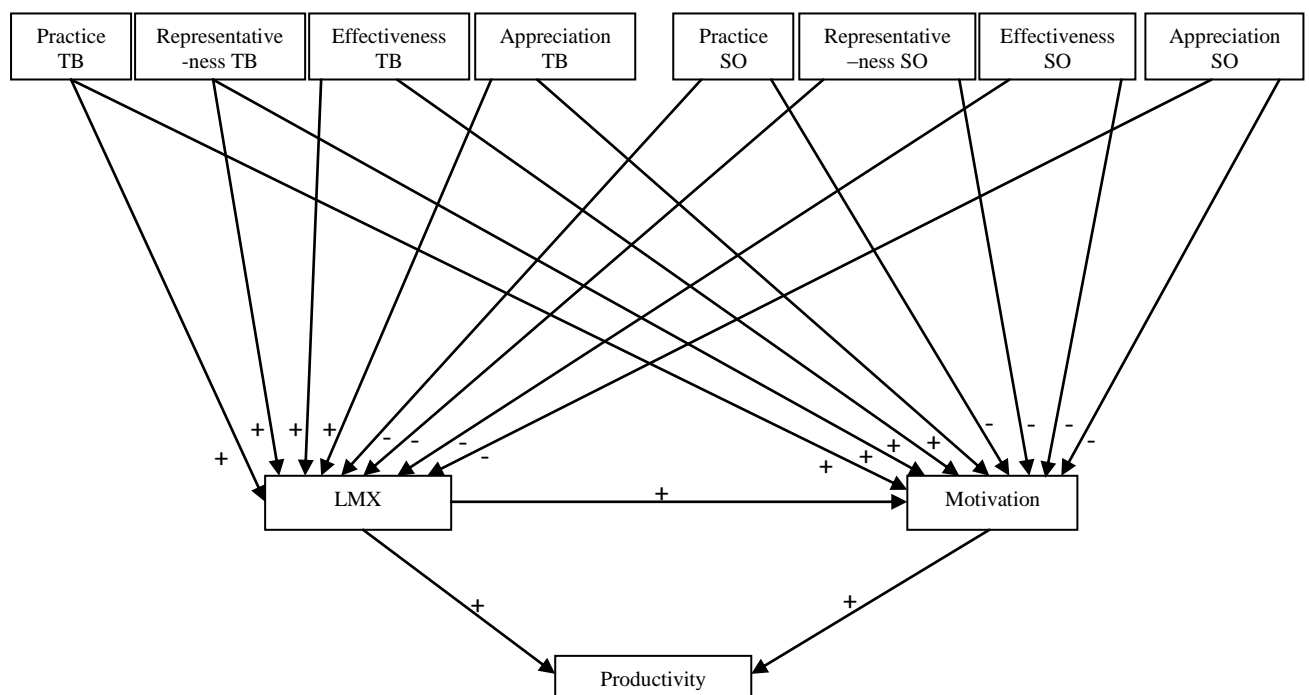 Practice
TB
Representative
-ness TB
Effectiveness
TB
Appreciation
TB
Practice
SO
Representative
–ness SO
Effectiveness
SO
Appreciation
SO
+ + + + - - - -
+ + + + - - - -
LMX
+
Motivation
+ +
Productivity